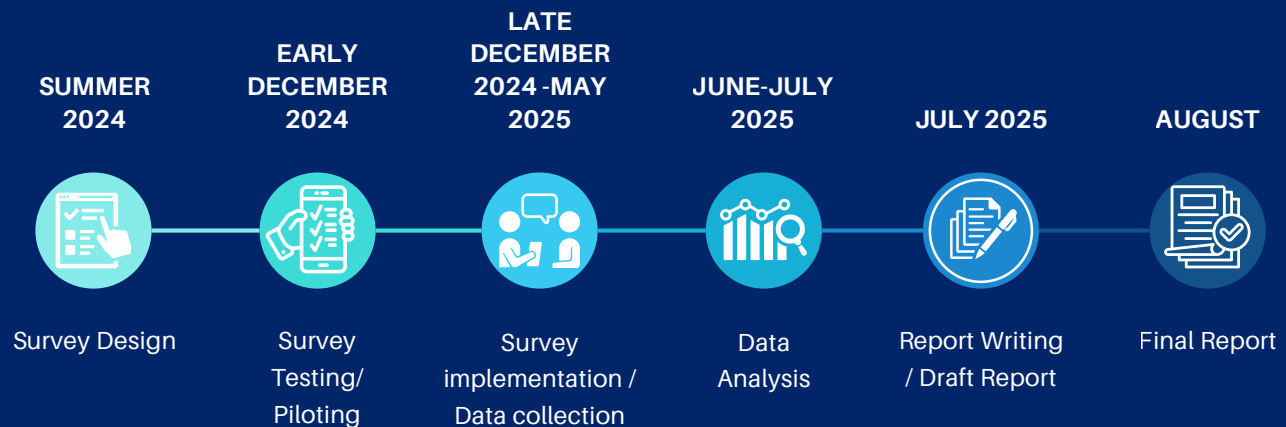 SUMMER
2024
EARLY
DECEMBER
2024
LATE
DECEMBER
2024 -MAY
2025
JUNE-JULY
2025
JULY 2025
AUGUST
Survey Design
Survey
Testing/
Piloting
Survey
implementation /
Data collection
Data
Analysis
Report Writing
/ Draft Report
Final Report